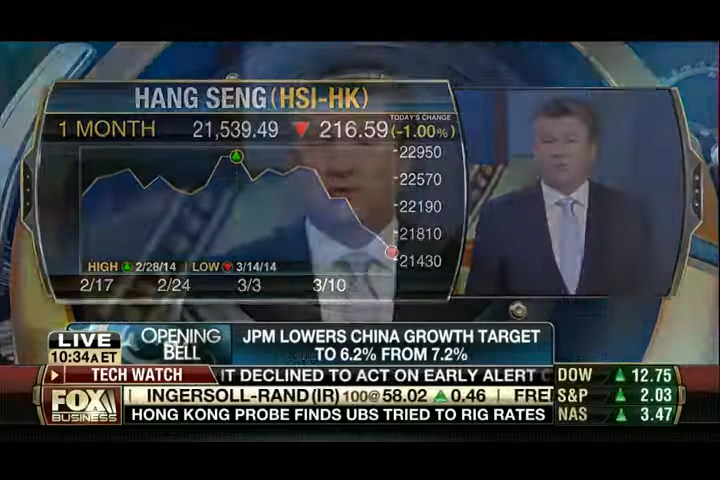 HANG SENG(HSI-HK)
1 MONTH 21,539.49 ▼ 216.59 (-1.00%)
TODAY'S CHANGE
22950
22570
22190
21810
21430
HIGH 2/28/14 | LOW 3/14/14
2/17 2/24 3/3 3/10
LIVE
10:34A ET
OPENING
BELL
JPM LOWERS CHINA GROWTH TARGET
TO 6.2% FROM 7.2%
TECH WATCH
IT DECLINED TO ACT ON EARLY ALERT
DOW ▲ 12.75
S&P ▲ 2.03
NAS ▲ 3.47
FOX
BUSINESS
INGERSOLL-RAND(IR) 100@58.02 ▲0.46 | FRE
HONG KONG PROBE FINDS UBS TRIED TO RIG RATES